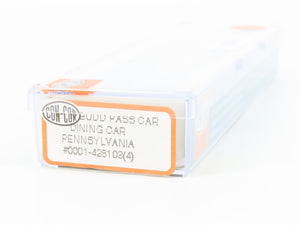 CON-COR
BUDD PASS CAR
DINING CAR
PENNSYLVANIA
#0001-428103(4)